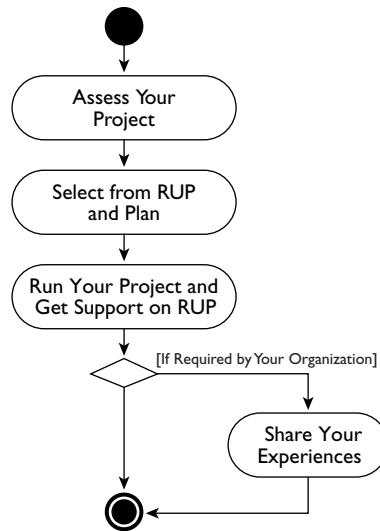 Assess Your
Project
Select from RUP
and Plan
Run Your Project and
Get Support on RUP
[If Required by Your Organization]
Share Your
Experiences